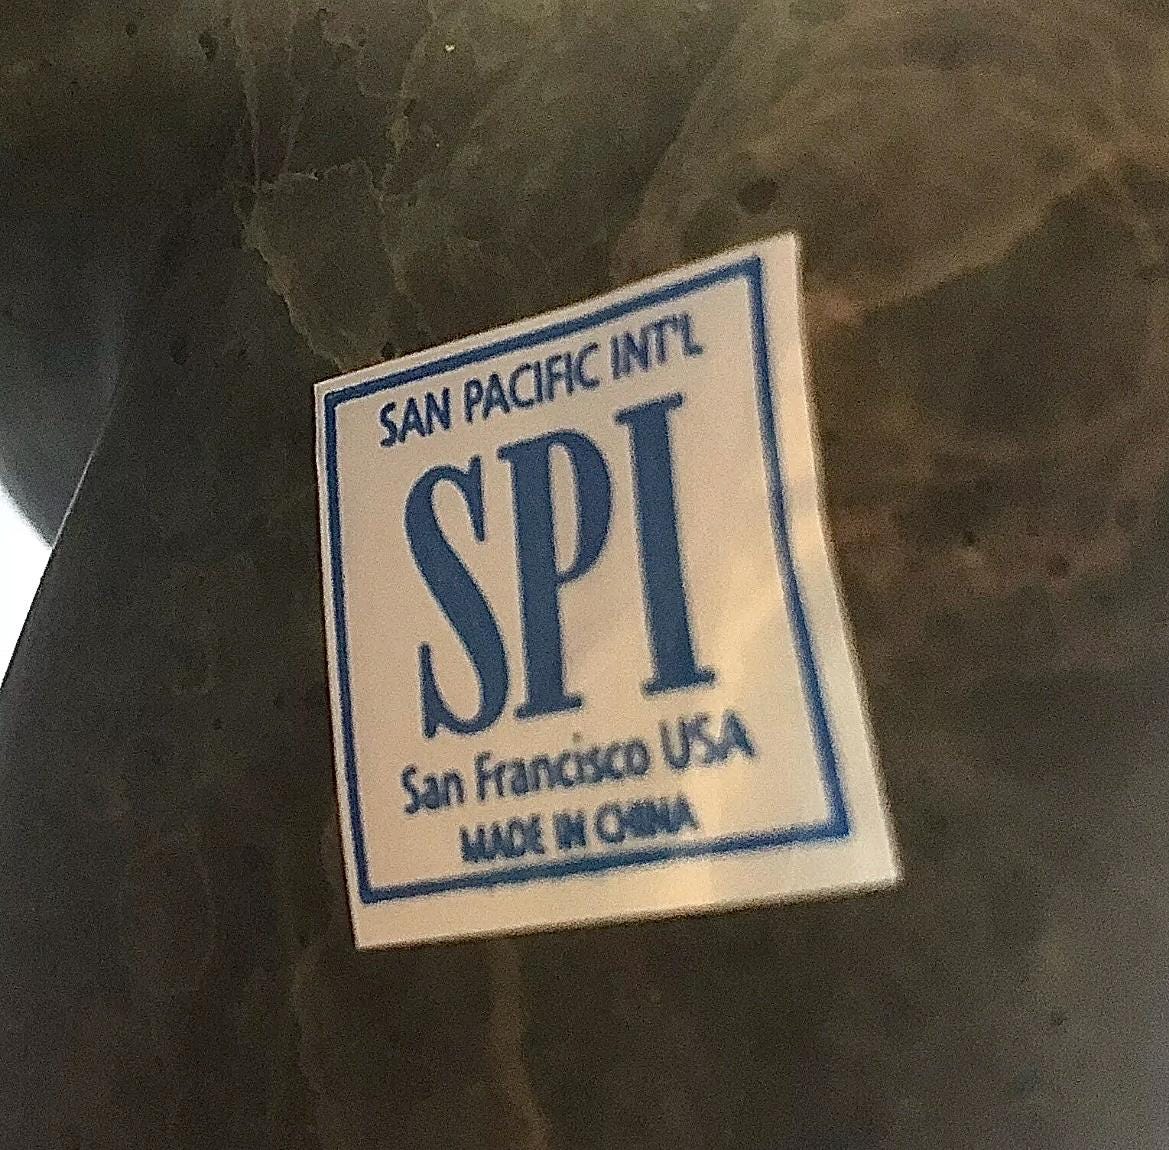 SAN PACIFIC INT'L
SPI
San Francisco USA
MADE IN CHINA